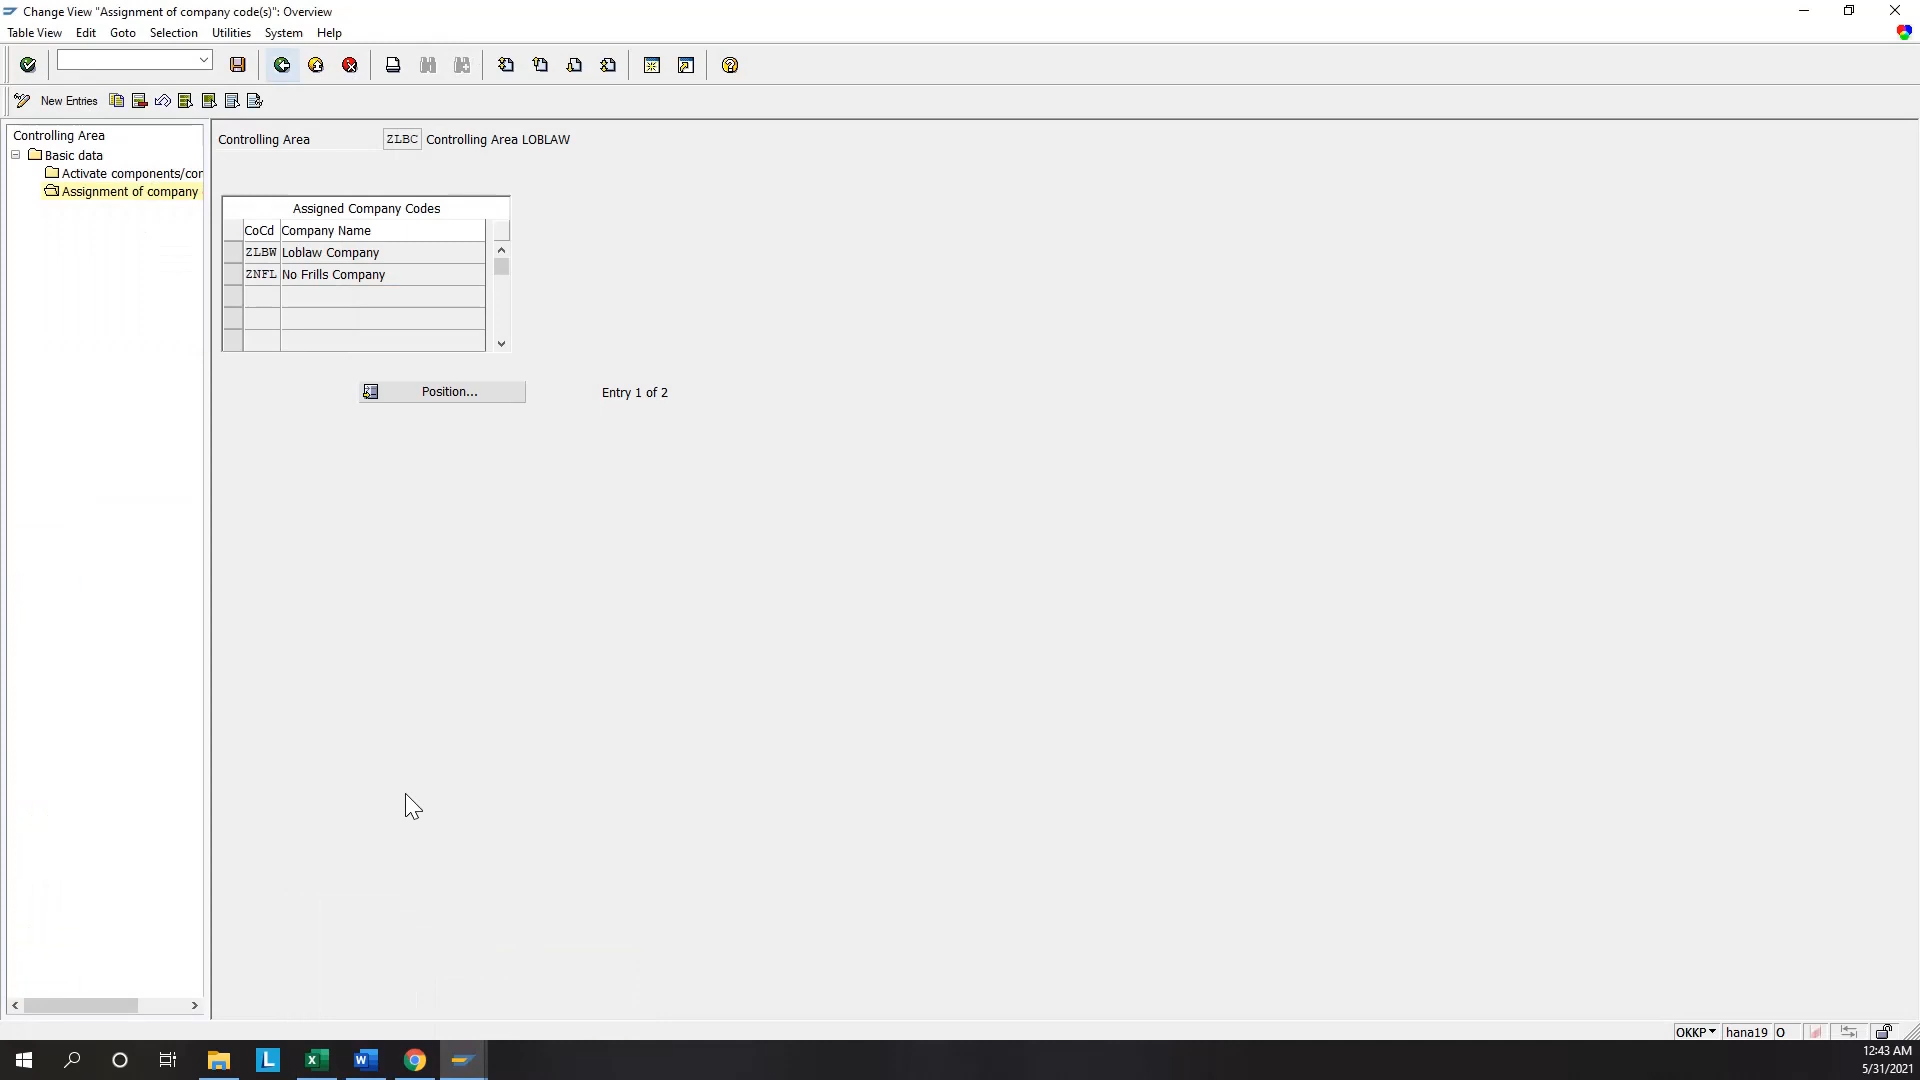 Change View "Assignment of company code(s)": Overview
Table View Edit Goto Selection Utilities System Help
New Entries
Controlling Area
Basic data
Activate components/cor
Assignment of company
Controlling Area ZLBC Controlling Area LOBLAW
Assigned Company Codes
CoCd Company Name
ZLBW Loblaw Company
ZNFL No Frills Company
Position... Entry 1 of 2
OKKP hana19 O
12:43 AM
5/31/2021